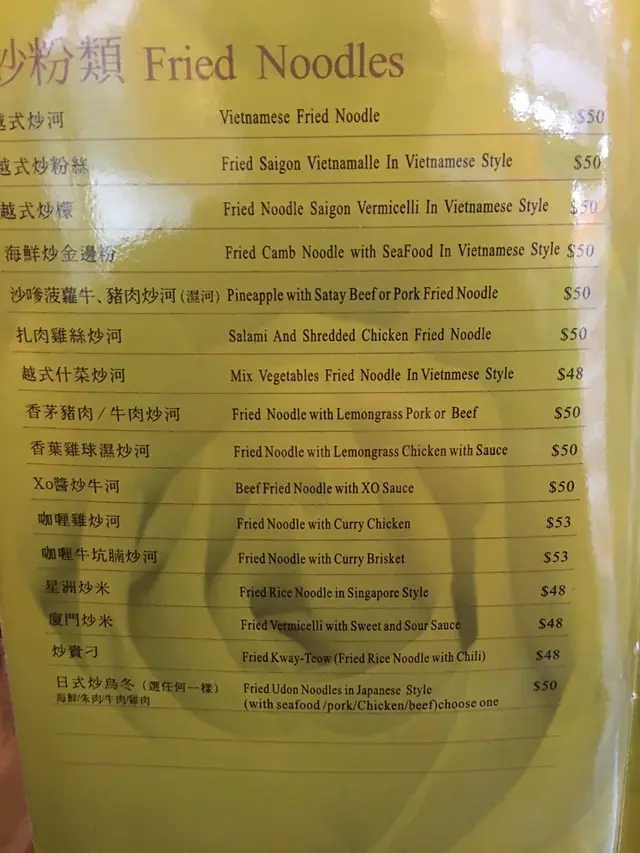 炒粉類 Fried Noodles
越式炒河 Vietnamese Fried Noodle $50
越式炒粉絲 Fried Saigon Vietnamalle In Vietnamese Style $50
越式炒檬 Fried Noodle Saigon Vermicelli In Vietnamese Style $50
海鮮炒金邊粉 Fried Camb Noodle with SeaFood In Vietnamese Style $50
沙嗲菠蘿牛、豬肉炒河(濕河) Pineapple with Satay Beef or Pork Fried Noodle $50
扎肉雞絲炒河 Salami And Shredded Chicken Fried Noodle $50
越式什菜炒河 Mix Vegetables Fried Noodle In Vietnmese Style $48
香茅豬肉/牛肉炒河 Fried Noodle with Lemongrass Pork or Beef $50
香葉雞球濕炒河 Fried Noodle with Lemongrass Chicken with Sauce $50
Xo醬炒牛河 Beef Fried Noodle with XO Sauce $50
咖喱雞炒河 Fried Noodle with Curry Chicken $53
咖喱牛坑腩炒河 Fried Noodle with Curry Brisket $53
星洲炒米 Fried Rice Noodle in Singapore Style $48
廈門炒米 Fried Vermicelli with Sweet and Sour Sauce $48
炒貴刁 Fried Kway-Teow (Fried Rice Noodle with Chili) $48
日式炒烏冬(選任何一樣) Fried Udon Noodles in Japanese Style $50
海鮮/朱肉/牛肉/雞肉 (with seafood /pork/Chicken/beef)choose one